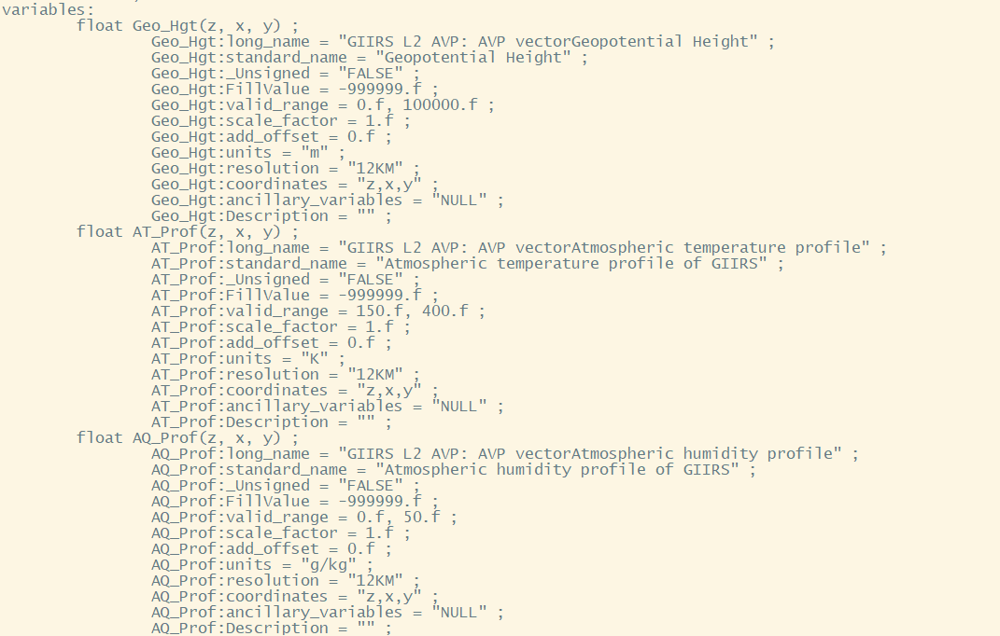 variables:
float Geo_Hgt(z, x, y) ;
Geo_Hgt:long_name = "GIIRS L2 AVP: AVP vectorGeopotential Height" ;
Geo_Hgt:standard_name = "Geopotential Height" ;
Geo_Hgt:_Unsigned = "FALSE" ;
Geo_Hgt:FillValue = -999999.f ;
Geo_Hgt:valid_range = 0.f, 100000.f ;
Geo_Hgt:scale_factor = 1.f ;
Geo_Hgt:add_offset = 0.f ;
Geo_Hgt:units = "m" ;
Geo_Hgt:resolution = "12KM" ;
Geo_Hgt:coordinates = "z,x,y" ;
Geo_Hgt:ancillary_variables = "NULL" ;
Geo_Hgt:Description = "" ;
float AT_Prof(z, x, y) ;
AT_Prof:long_name = "GIIRS L2 AVP: AVP vectorAtmospheric temperature profile" ;
AT_Prof:standard_name = "Atmospheric temperature profile of GIIRS" ;
AT_Prof:_Unsigned = "FALSE" ;
AT_Prof:FillValue = -999999.f ;
AT_Prof:valid_range = 150.f, 400.f ;
AT_Prof:scale_factor = 1.f ;
AT_Prof:add_offset = 0.f ;
AT_Prof:units = "K" ;
AT_Prof:resolution = "12KM" ;
AT_Prof:coordinates = "z,x,y" ;
AT_Prof:ancillary_variables = "NULL" ;
AT_Prof:Description = "" ;
float AQ_Prof(z, x, y) ;
AQ_Prof:long_name = "GIIRS L2 AVP: AVP vectorAtmospheric humidity profile" ;
AQ_Prof:standard_name = "Atmospheric humidity profile of GIIRS" ;
AQ_Prof:_Unsigned = "FALSE" ;
AQ_Prof:FillValue = -999999.f ;
AQ_Prof:valid_range = 0.f, 50.f ;
AQ_Prof:scale_factor = 1.f ;
AQ_Prof:add_offset = 0.f ;
AQ_Prof:units = "g/kg" ;
AQ_Prof:resolution = "12KM" ;
AQ_Prof:coordinates = "z,x,y" ;
AQ_Prof:ancillary_variables = "NULL" ;
AQ_Prof:Description = "" ;